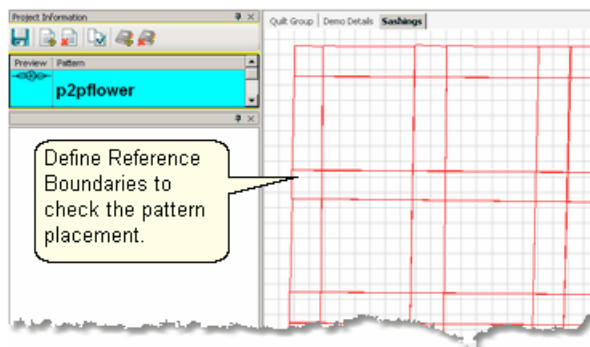 Project Information
Quilt Group Demo Details Sashings
Preview Pattern
p2pflower
Define Reference
Boundaries to
check the pattern
placement.